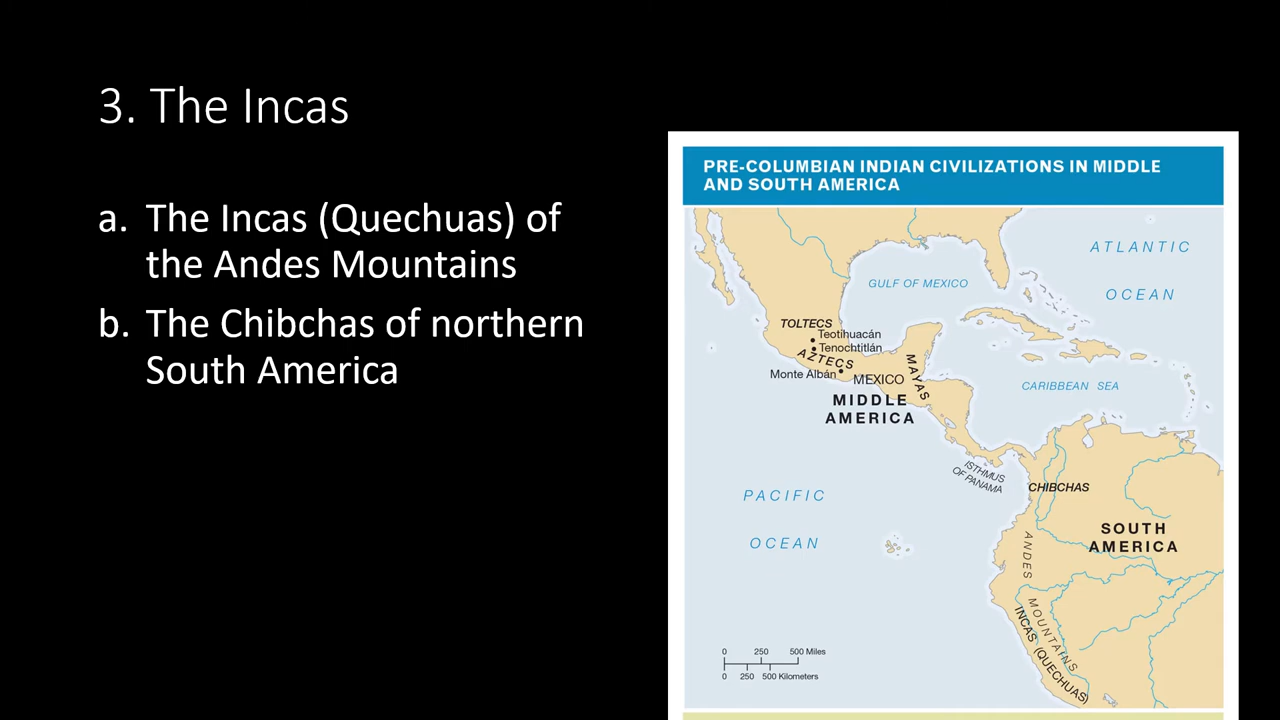 3. The Incas
a. The Incas (Quechuas) of
the Andes Mountains
b. The Chibchas of northern
South America
PRE-COLUMBIAN INDIAN CIVILIZATIONS IN MIDDLE
AND SOUTH AMERICA
ATLANTIC
OCEAN
GULF OF MEXICO
TOLTECS
Teotihuacán
Tenochtitlán
AZTECS
Monte Albán
MEXICO
MAYAS
MIDDLE
AMERICA
CARIBBEAN SEA
ISTHMUS
OF PANAMA
CHIBCHAS
PACIFIC
OCEAN
SOUTH
AMERICA
ANDES
MOUNTAINS
INCAS (QUECHUAS)
0 250 500 Miles
0 250 500 Kilometers